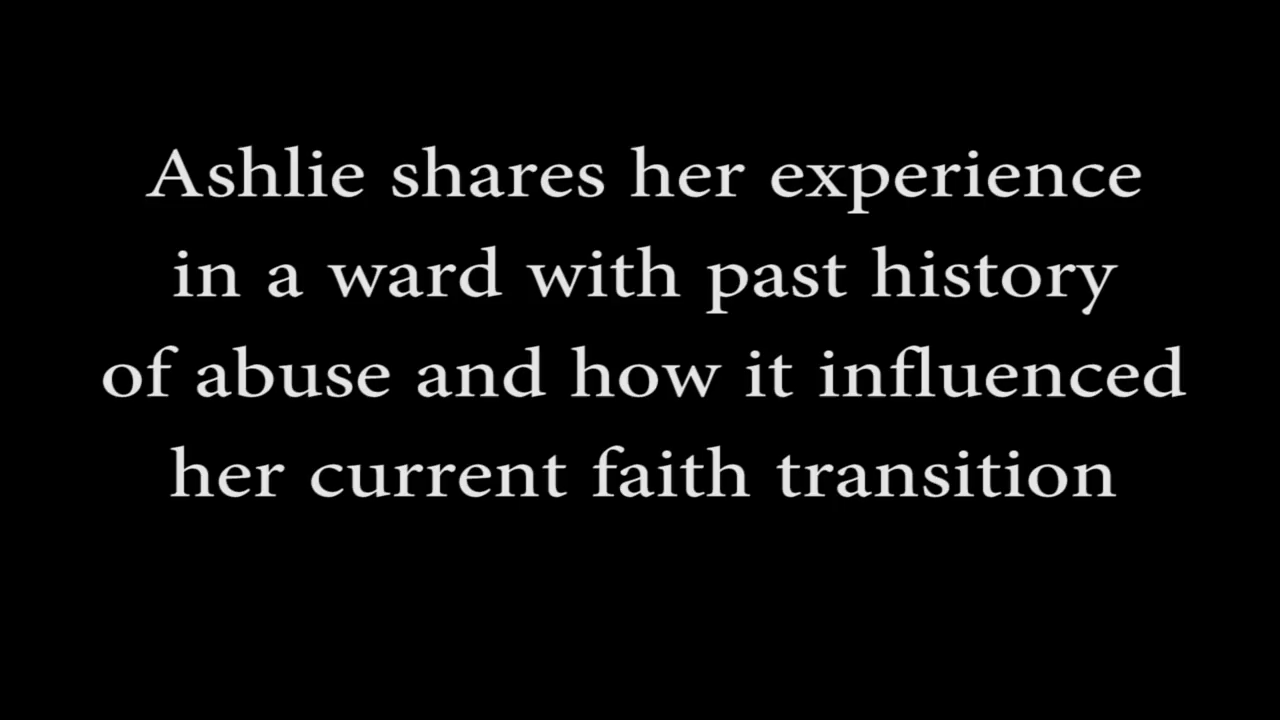 Ashlie shares her experience
in a ward with past history
of abuse and how it influenced
her current faith transition